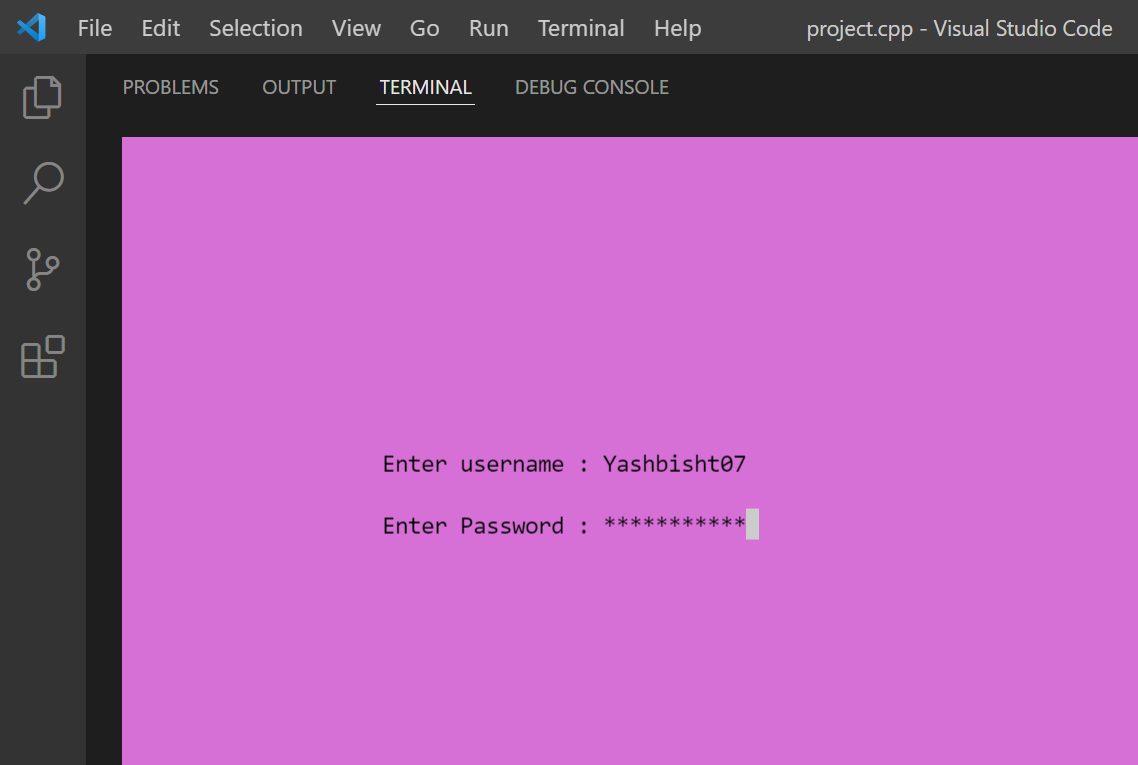 File Edit Selection View Go Run Terminal Help project.cpp - Visual Studio Code
PROBLEMS OUTPUT TERMINAL DEBUG CONSOLE
Enter username : Yashbisht07
Enter Password : ***********